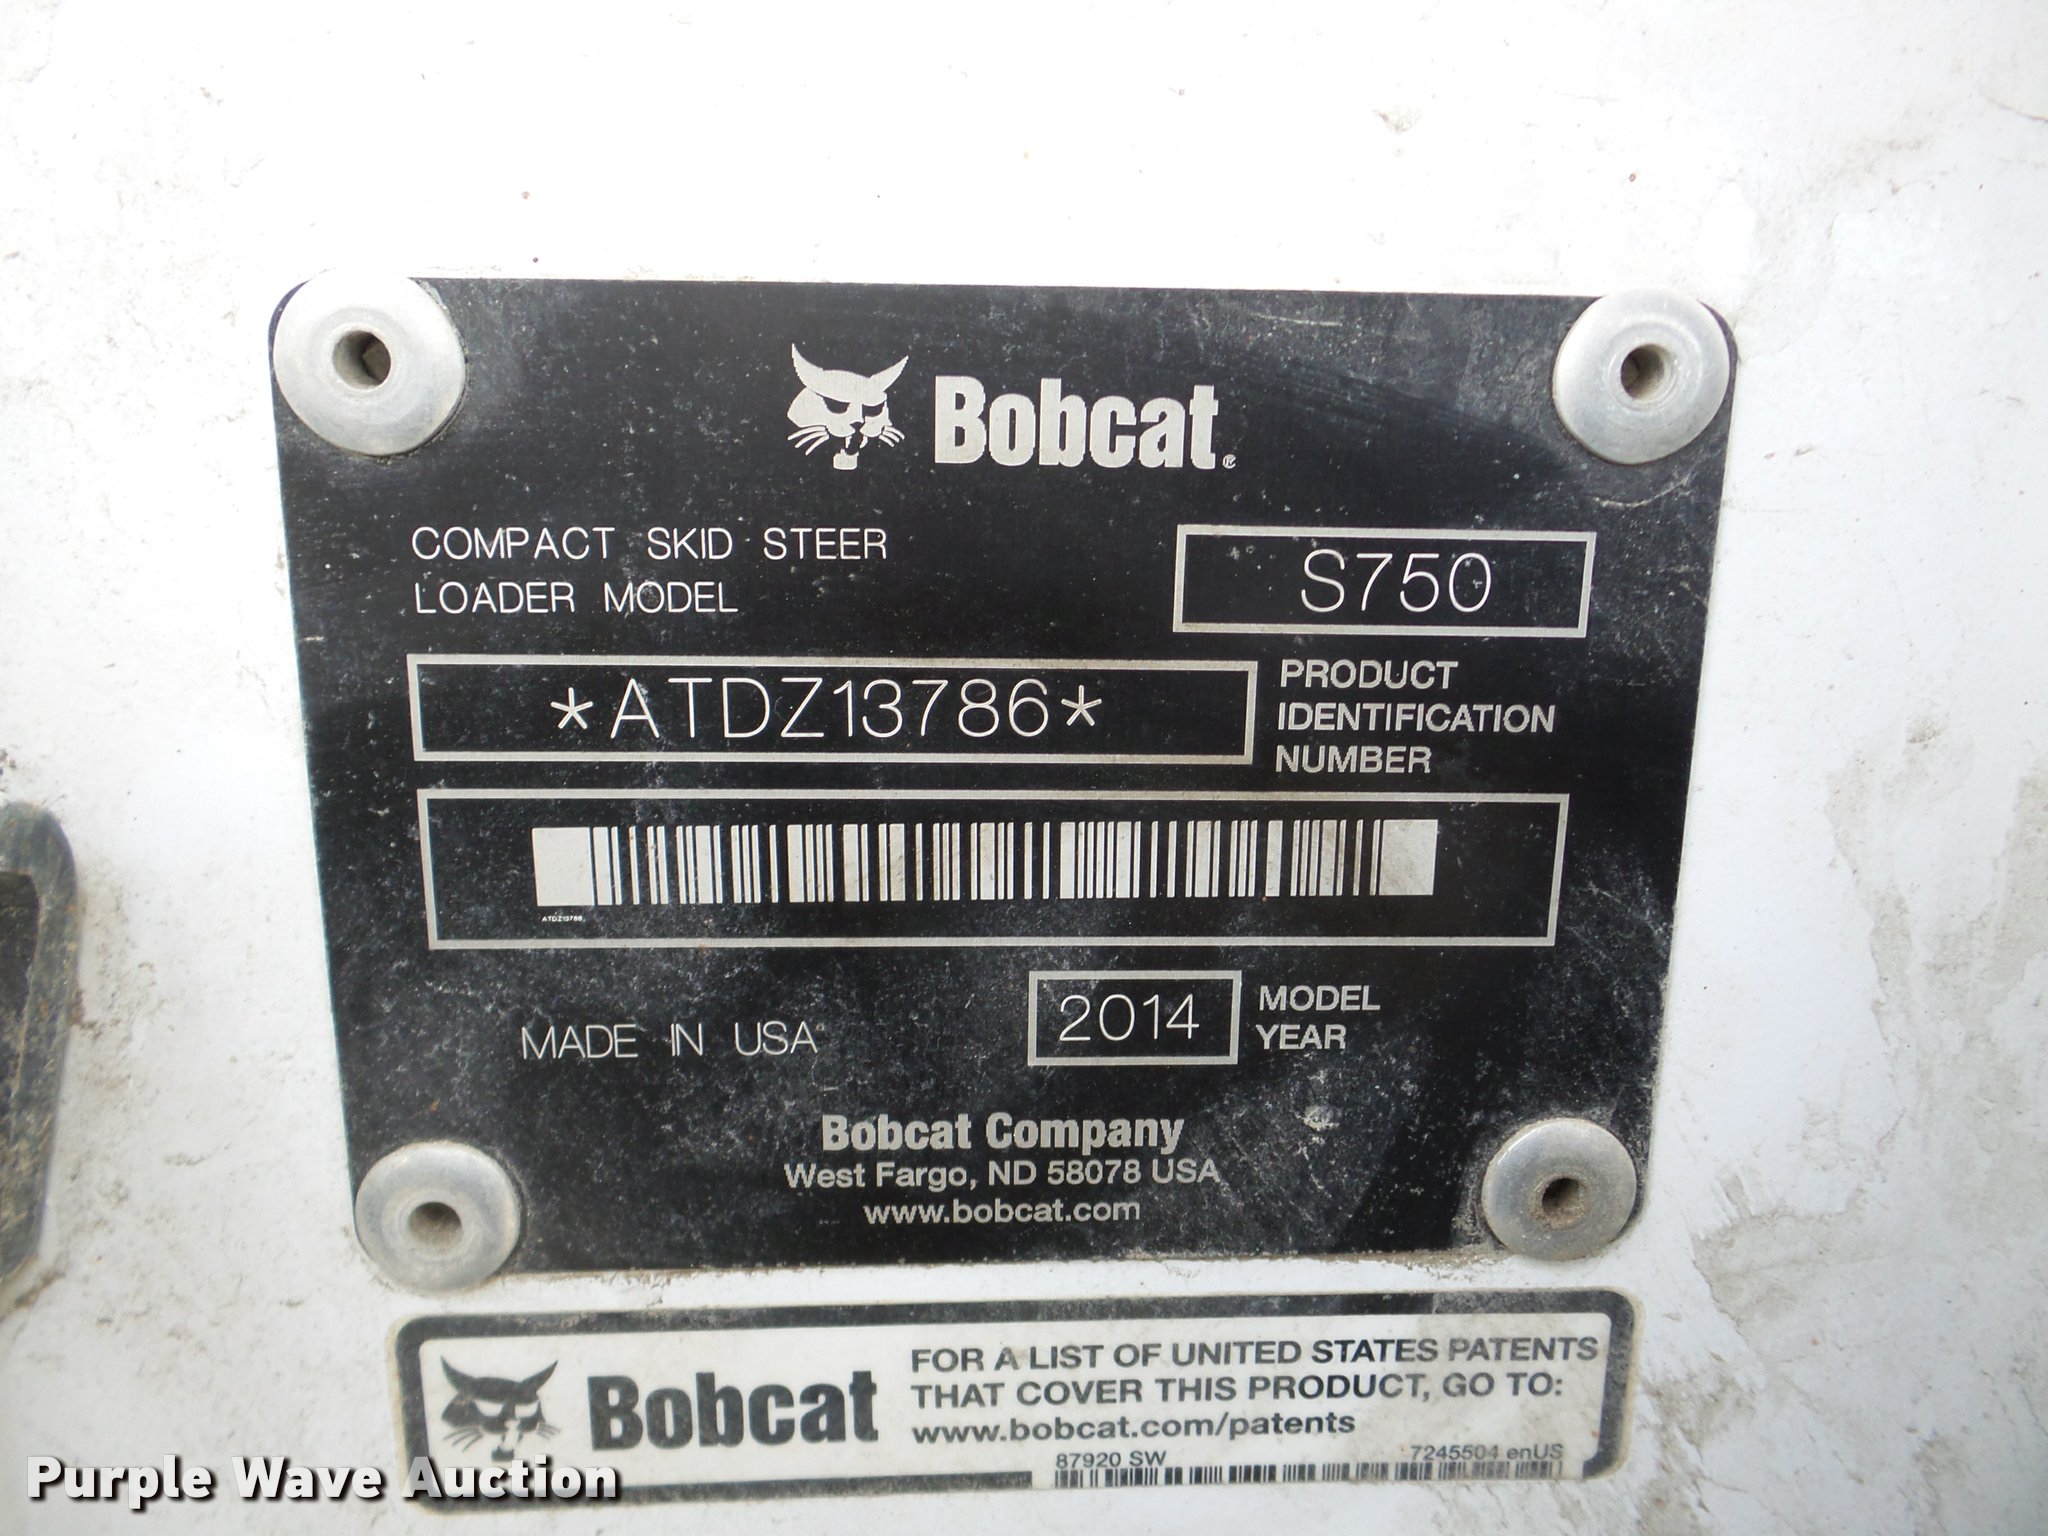 Bobcat®
COMPACT SKID STEER
LOADER MODEL
S750
*ATDZ13786*
PRODUCT
IDENTIFICATION
NUMBER
ATDZ13786
MADE IN USA
2014
MODEL
YEAR
Bobcat Company
West Fargo, ND 58078 USA
www.bobcat.com
Bobcat
FOR A LIST OF UNITED STATES PATENTS
THAT COVER THIS PRODUCT, GO TO:
www.bobcat.com/patents
87920 SW
7245504 enUS
Purple Wave Auction